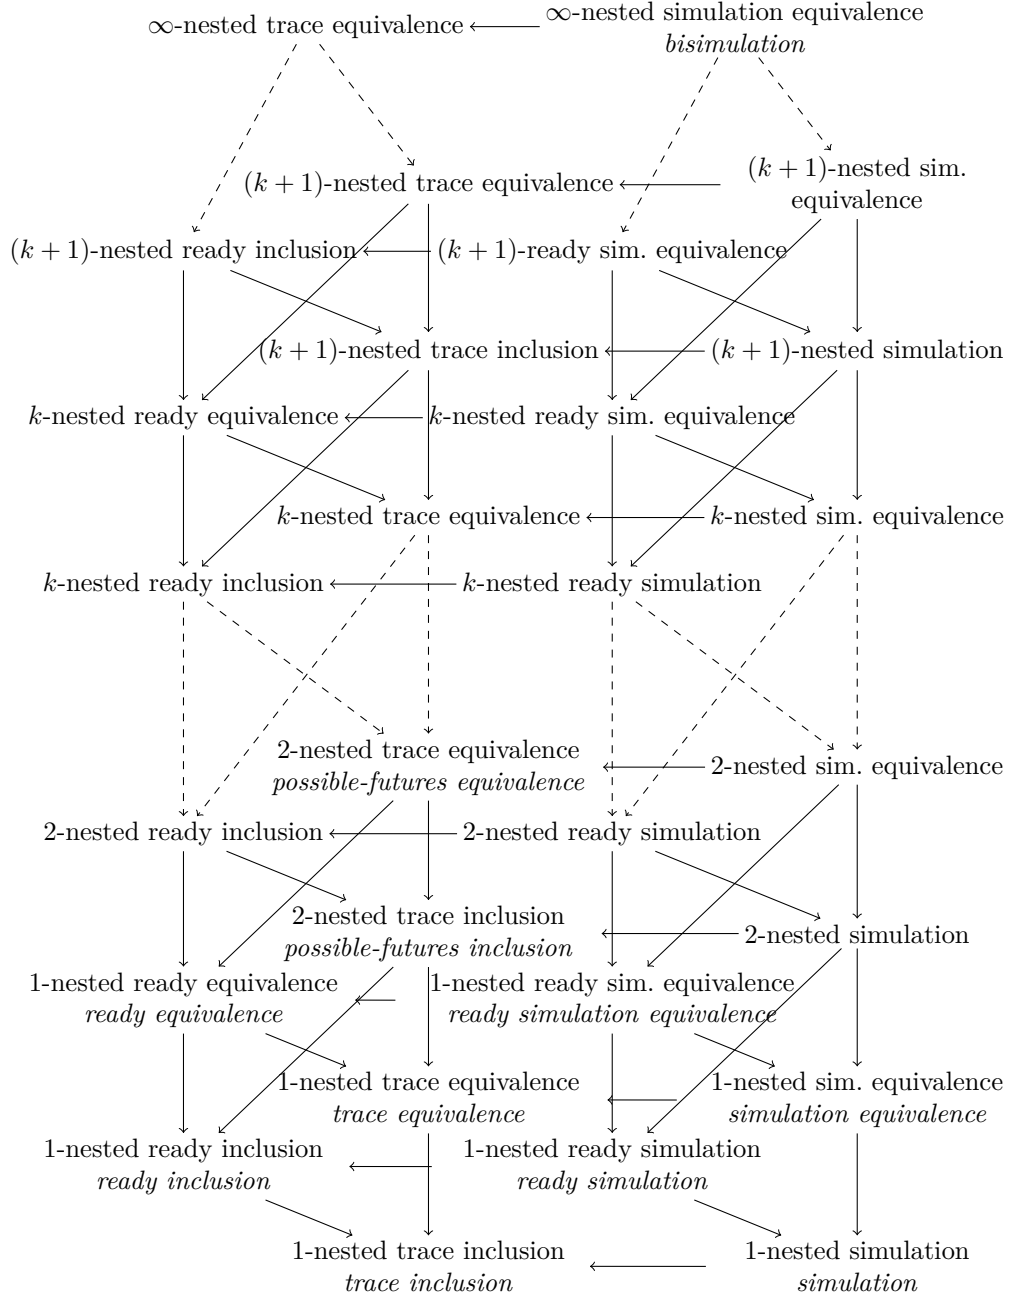 ∞-nested trace equivalence
∞-nested simulation equivalence
bisimulation
(k + 1)-nested trace equivalence
(k + 1)-nested sim.
equivalence
(k + 1)-nested ready inclusion
(k + 1)-ready sim. equivalence
(k + 1)-nested trace inclusion
(k + 1)-nested simulation
k-nested ready equivalence
k-nested ready sim. equivalence
k-nested trace equivalence
k-nested sim. equivalence
k-nested ready inclusion
k-nested ready simulation
2-nested trace equivalence
possible-futures equivalence
2-nested sim. equivalence
2-nested ready inclusion
2-nested ready simulation
2-nested trace inclusion
possible-futures inclusion
2-nested simulation
1-nested ready equivalence
ready equivalence
1-nested ready sim. equivalence
ready simulation equivalence
1-nested trace equivalence
trace equivalence
1-nested sim. equivalence
simulation equivalence
1-nested ready inclusion
ready inclusion
1-nested ready simulation
ready simulation
1-nested trace inclusion
trace inclusion
1-nested simulation
simulation